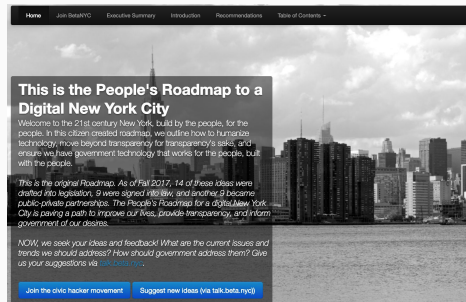 Home Join BetaNYC Executive Summary Introduction Recommendations Table of Contents
This is the People's Roadmap to a
Digital New York City
Welcome to the 21st century New York, build by the people, for the
people. In this citizen created roadmap, we outline how to humanize
technology, move beyond transparency for transparency's sake, and
ensure we have government technology that works for the people, built
with the people.
This is the original Roadmap. As of Fall 2017, 14 of these ideas were
drafted into legislation, 9 were signed into law, and another 9 became
public-private partnerships. The People's Roadmap for a digital New York
City is paving a path to improve our lives, provide transparency, and inform
government of our desires.
NOW, we seek your ideas and feedback! What are the current issues and
trends we should address? How should government address them? Give
us your suggestions via talk.beta.nyc.
Join the civic hacker movement Suggest new ideas (via talk.beta.nyc))